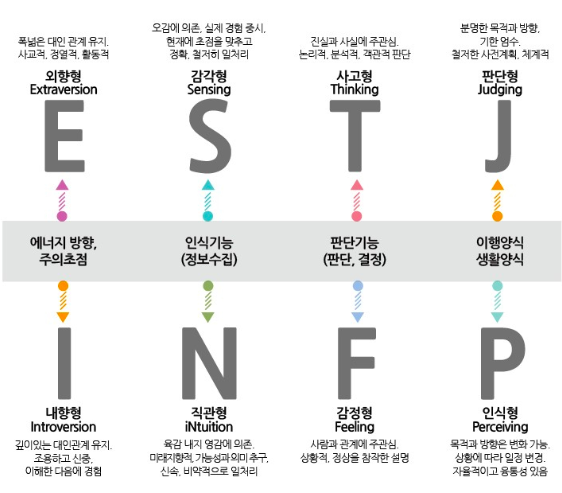 폭넓은 대인 관계 유지.
사교적, 정열적, 활동적
외향형
Extraversion
E
오감에 의존. 실제 경험 중시.
현재에 초점을 맞추고
정확, 철저히 일처리
감각형
Sensing
S
진실과 사실에 주관심.
논리적, 분석적, 객관적 판단
사고형
Thinking
T
분명한 목적과 방향,
기한 엄수.
철저한 사전계획, 체계적
판단형
Judging
J
에너지 방향,
주의초점
인식기능
(정보수집)
판단기능
(판단, 결정)
이행양식
생활양식
I
내향형
Introversion
깊이있는 대인관계 유지.
조용하고 신중.
이해한 다음에 경험
N
직관형
iNtuition
육감 내지 영감에 의존.
미래지향적, 가능성과 의미 추구,
신속, 비약적으로 일처리
F
감정형
Feeling
사람과 관계에 주관심.
상황적, 정상을 참작한 설명
P
인식형
Perceiving
목적과 방향은 변화 가능.
상황에 따라 일정 변경.
자율적이고 융통성 있음